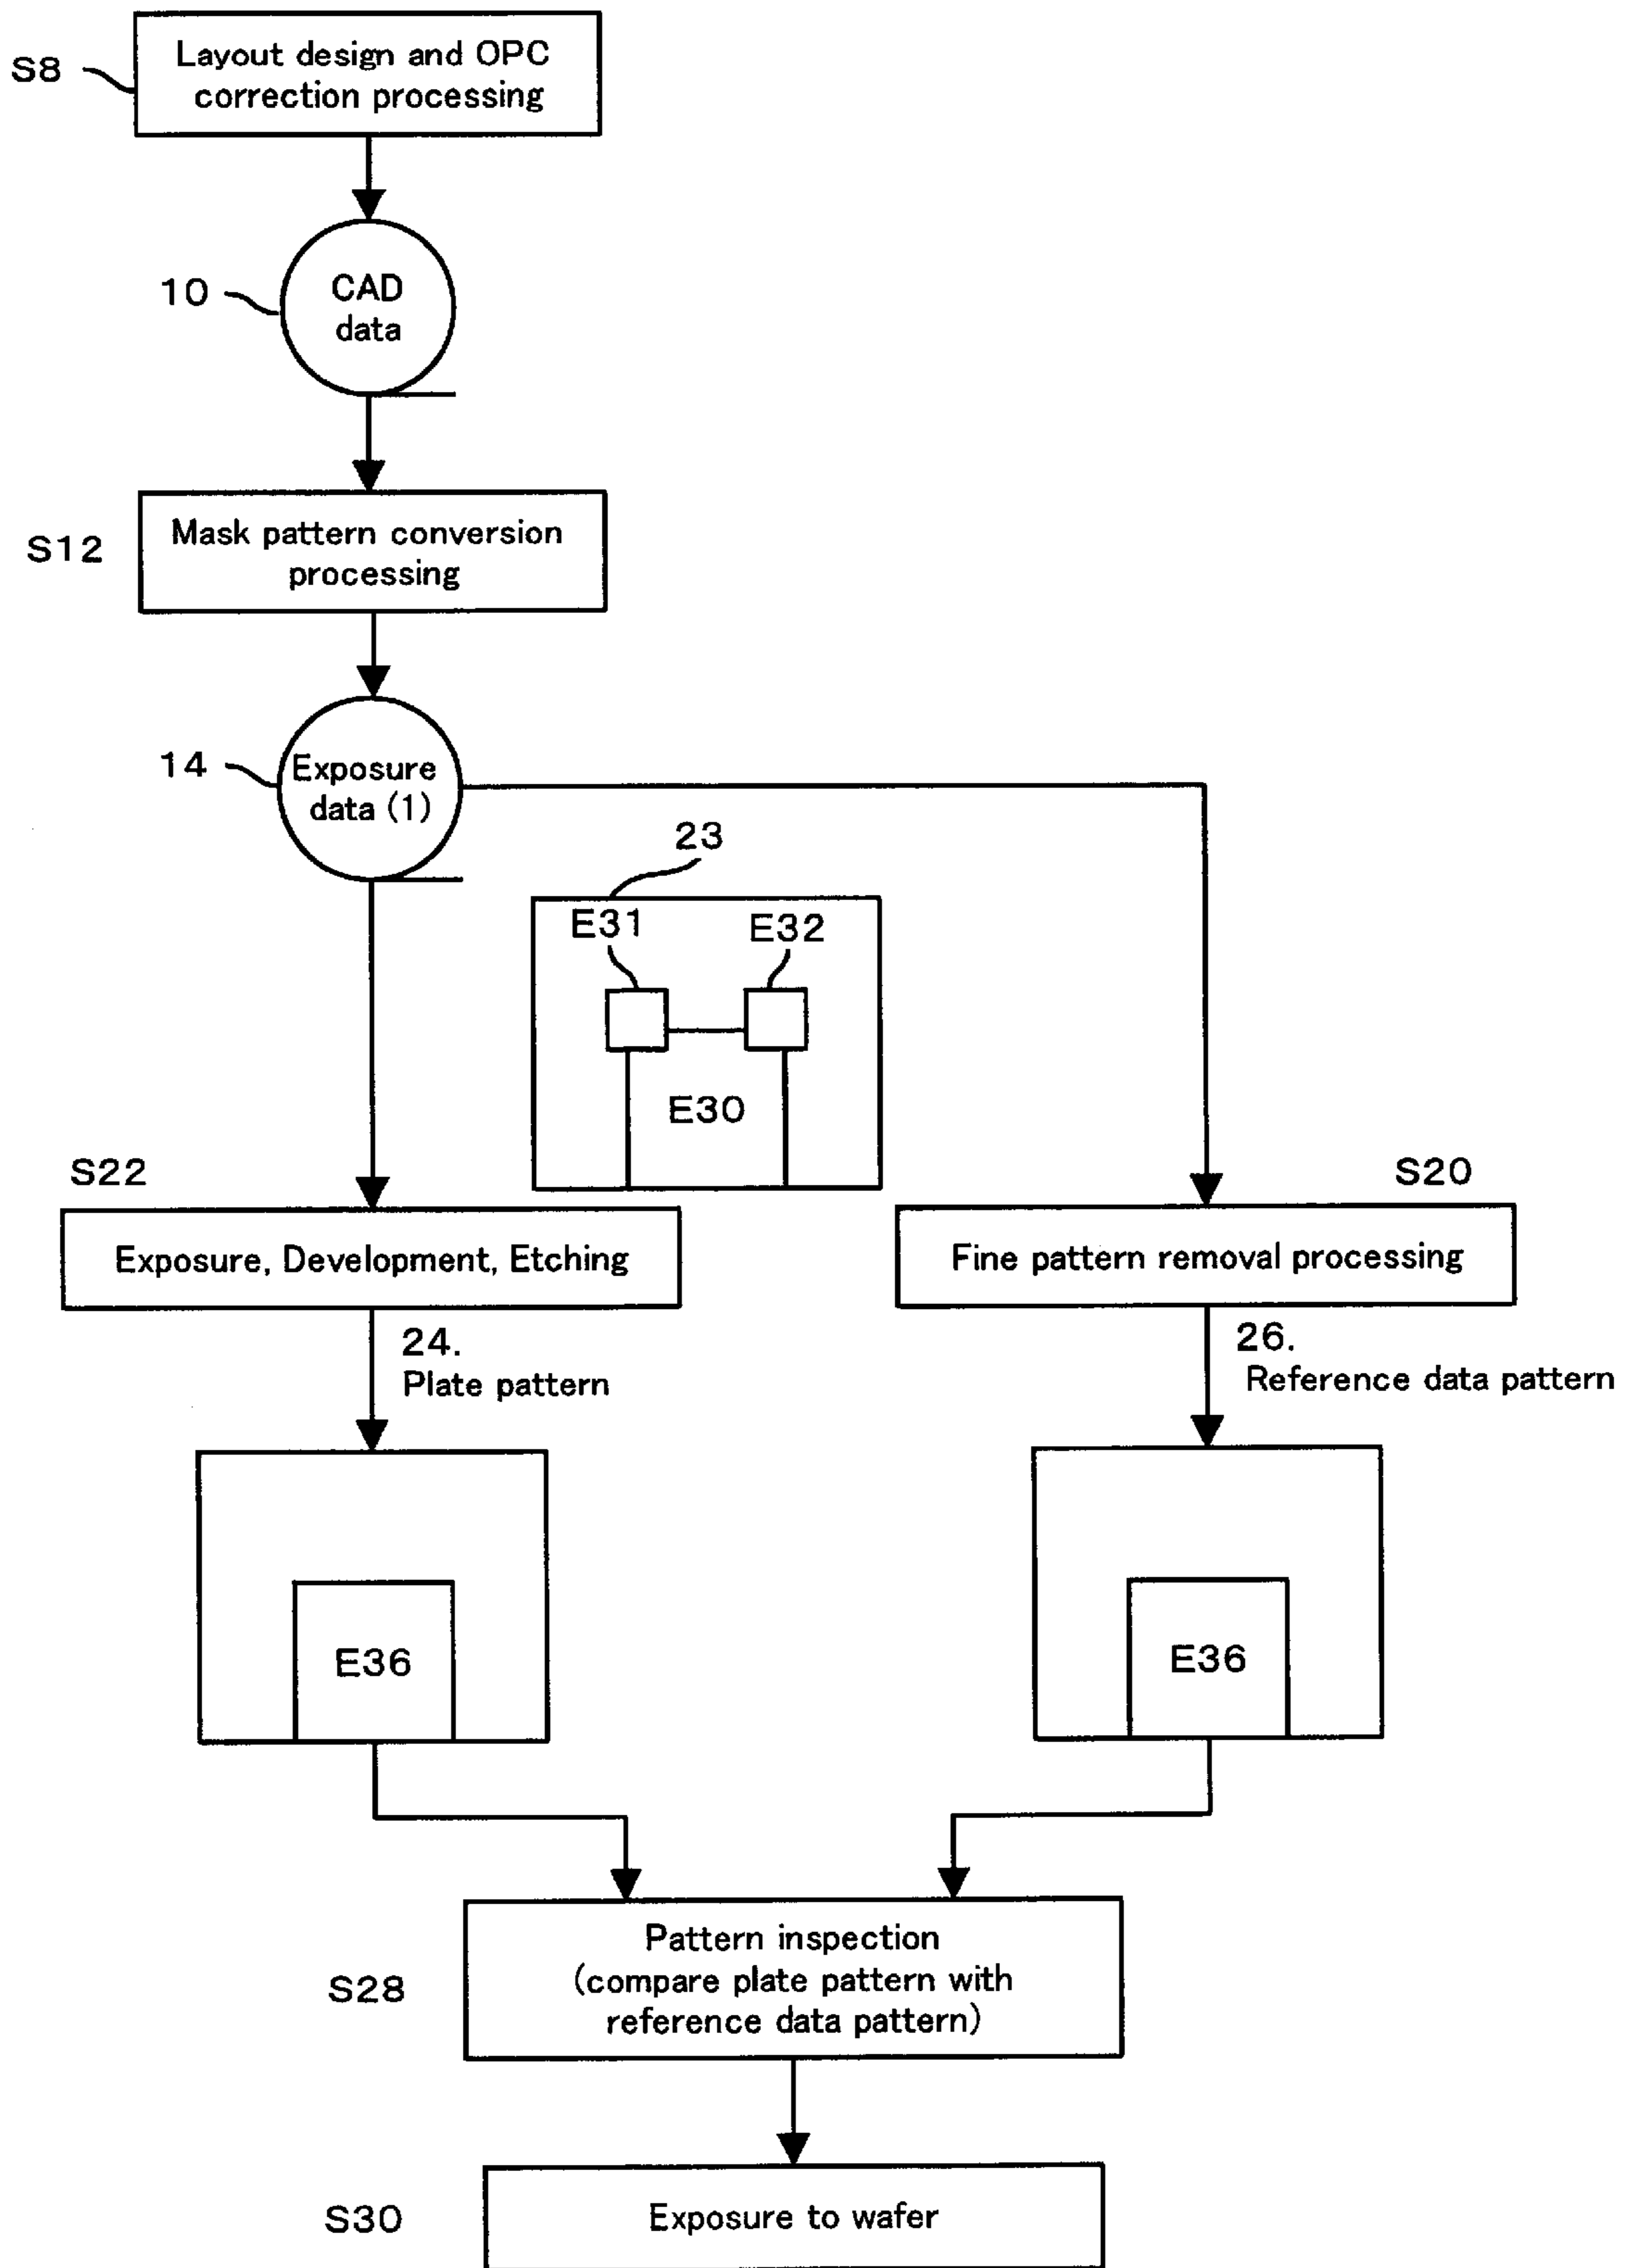 S8
Layout design and OPC
correction processing
10
CAD
data
S12
Mask pattern conversion
processing
14
Exposure
data (1)
23
E31
E32
E30
S22
S20
Exposure, Development, Etching
Fine pattern removal processing
24.
Plate pattern
26.
Reference data pattern
E36
E36
S28
Pattern inspection
(compare plate pattern with
reference data pattern)
S30
Exposure to wafer